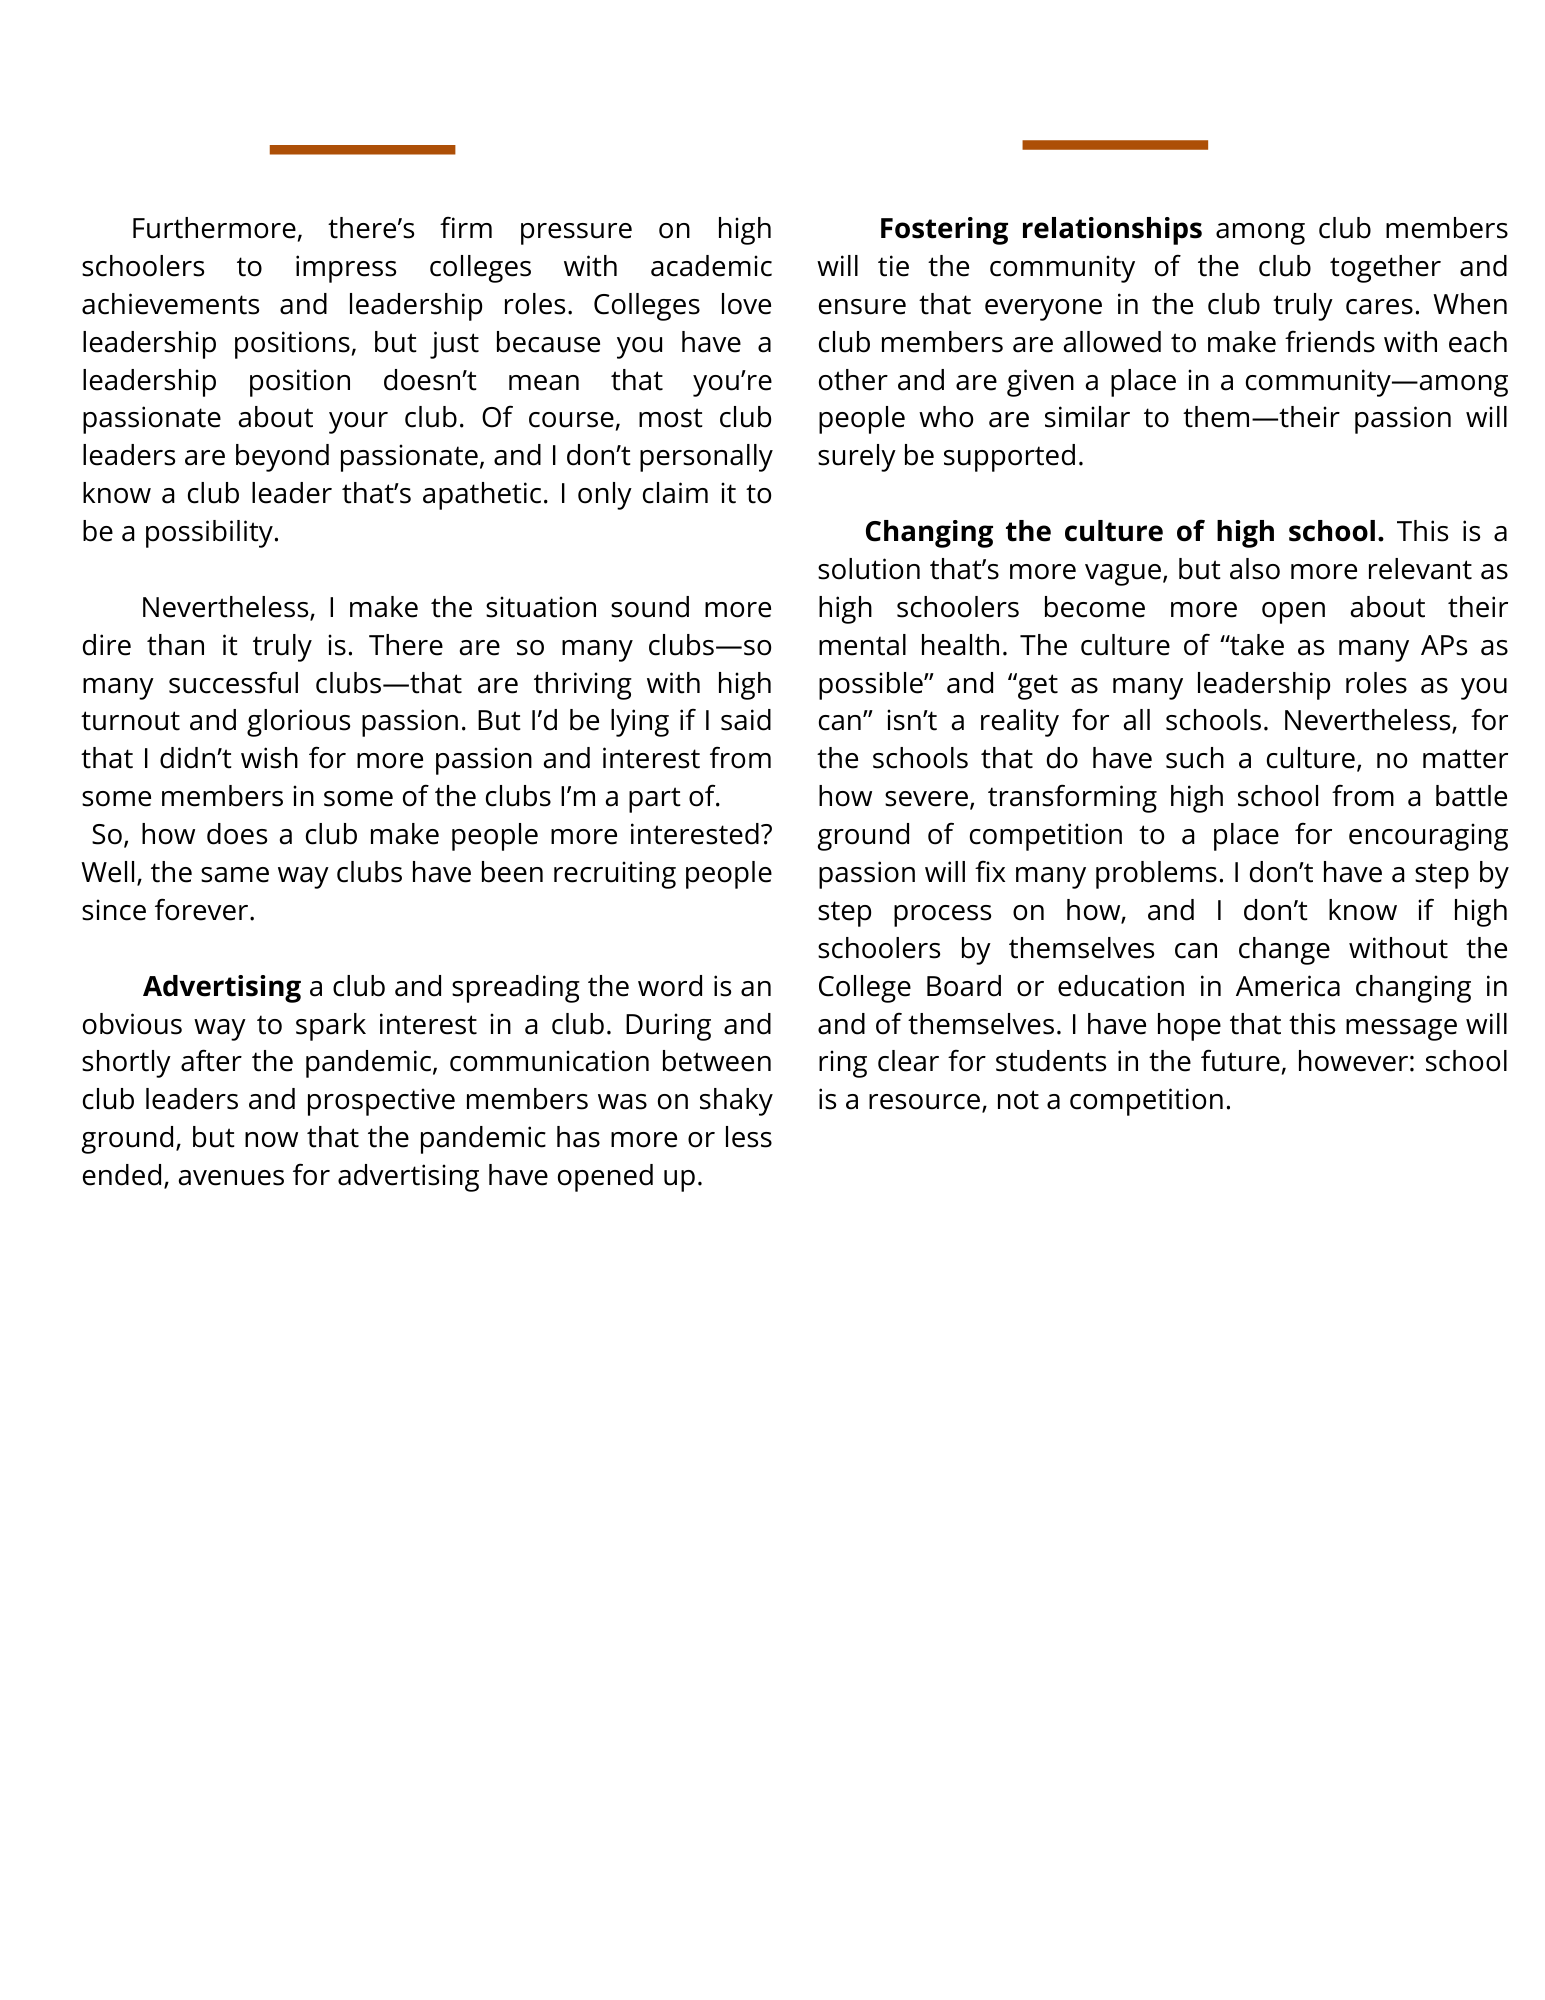 Furthermore, there’s firm pressure on high
schoolers to impress colleges with academic
achievements and leadership roles. Colleges love
leadership positions, but just because you have a
leadership position doesn’t mean that you’re
passionate about your club. Of course, most club
leaders are beyond passionate, and I don’t personally
know a club leader that’s apathetic. I only claim it to
be a possibility.
Nevertheless, I make the situation sound more
dire than it truly is. There are so many clubs—so
many successful clubs—that are thriving with high
turnout and glorious passion. But I’d be lying if I said
that I didn’t wish for more passion and interest from
some members in some of the clubs I’m a part of.
So, how does a club make people more interested?
Well, the same way clubs have been recruiting people
since forever.
Advertising a club and spreading the word is an
obvious way to spark interest in a club. During and
shortly after the pandemic, communication between
club leaders and prospective members was on shaky
ground, but now that the pandemic has more or less
ended, avenues for advertising have opened up.
Fostering relationships among club members
will tie the community of the club together and
ensure that everyone in the club truly cares. When
club members are allowed to make friends with each
other and are given a place in a community—among
people who are similar to them—their passion will
surely be supported.
Changing the culture of high school. This is a
solution that’s more vague, but also more relevant as
high schoolers become more open about their
mental health. The culture of “take as many APs as
possible” and “get as many leadership roles as you
can” isn’t a reality for all schools. Nevertheless, for
the schools that do have such a culture, no matter
how severe, transforming high school from a battle
ground of competition to a place for encouraging
passion will fix many problems. I don’t have a step by
step process on how, and I don’t know if high
schoolers by themselves can change without the
College Board or education in America changing in
and of themselves. I have hope that this message will
ring clear for students in the future, however: school
is a resource, not a competition.